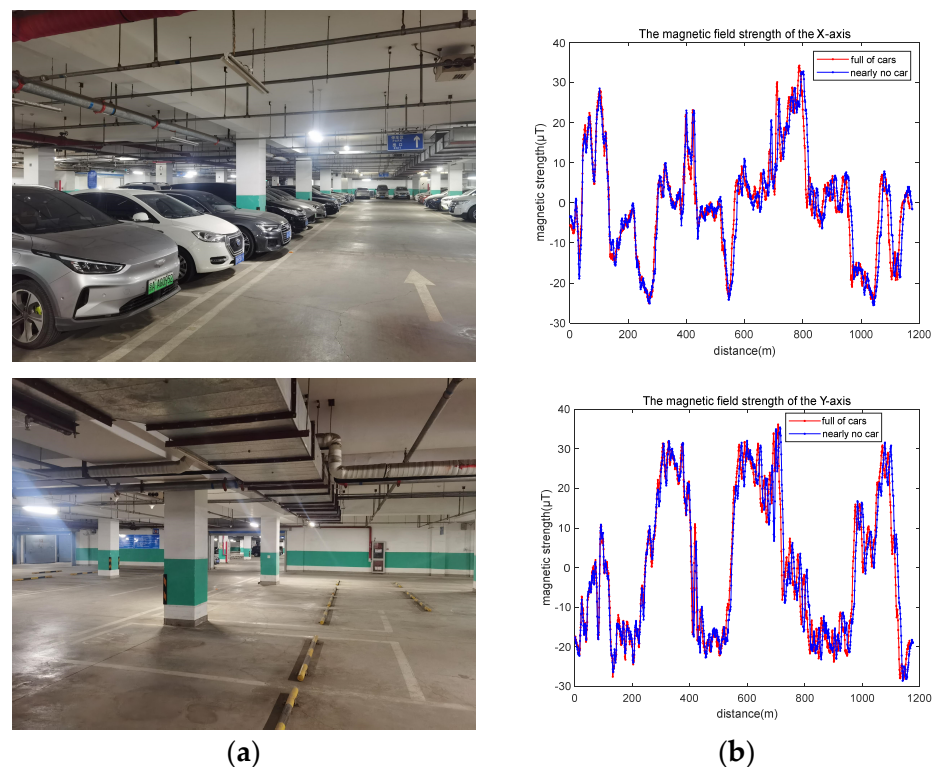 The magnetic field strength of the X-axis
full of cars
nearly no car
magnetic strength(μT)
40
30
20
10
0
-10
-20
-30
0 200 400 600 800 1000 1200
distance(m)
The magnetic field strength of the Y-axis
full of cars
nearly no car
magnetic strength(μT)
40
30
20
10
0
-10
-20
-30
0 200 400 600 800 1000 1200
distance(m)
(a) (b)